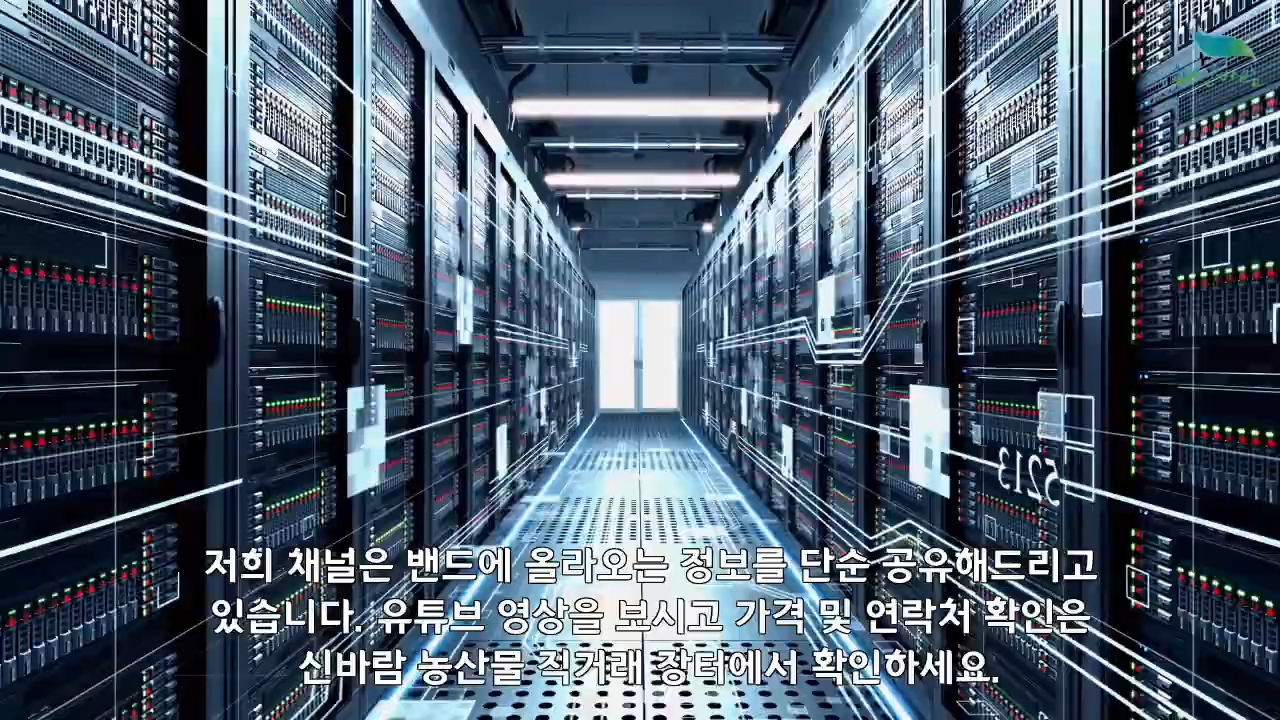 5213
저희 채널은 밴드에 올라오는 정보를 단순 공유해드리고
있습니다. 유튜브 영상을 보시고 가격 및 연락처 확인은
신바람 농산물 직거래 장터에서 확인하세요.